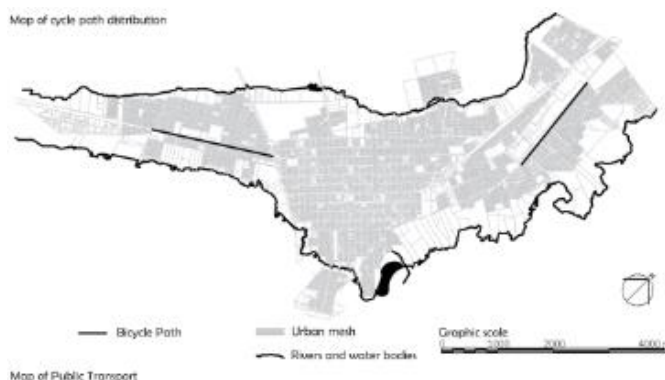 Map of cycle path distribution
Bicycle Path
Urban mesh
Graphic scale
0 1000 2000 4000
Rivers and water bodies
Map of Public Transport